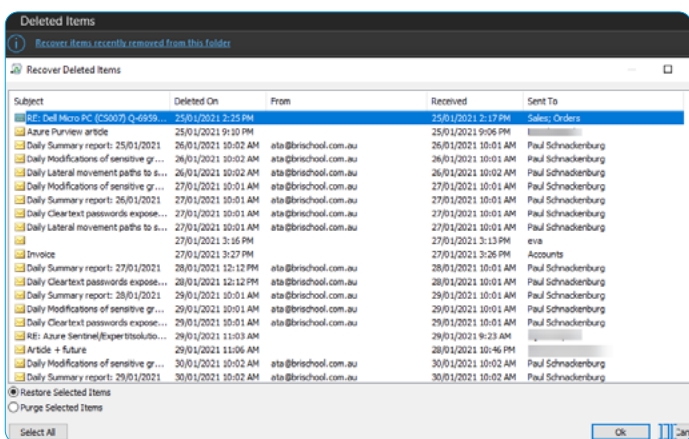 Deleted Items
Recover items recently removed from this folder
Recover Deleted Items
Subject Deleted On From Received Sent To
RE: Dell Micro PC (CS007) Q-6959... 25/01/2021 2:25 PM 25/01/2021 2:17 PM Sales; Orders
Azure Purview article 25/01/2021 9:10 PM 25/01/2021 9:06 PM
Daily Summary report: 25/01/2021 26/01/2021 10:02 AM ata@brischool.com.au 26/01/2021 10:01 AM Paul Schnackenburg
Daily Modifications of sensitive gr... 26/01/2021 10:02 AM ata@brischool.com.au 26/01/2021 10:01 AM Paul Schnackenburg
Daily Lateral movement paths to s... 26/01/2021 10:02 AM ata@brischool.com.au 26/01/2021 10:02 AM Paul Schnackenburg
Daily Modifications of sensitive gr... 27/01/2021 10:01 AM ata@brischool.com.au 27/01/2021 10:01 AM Paul Schnackenburg
Daily Summary report: 26/01/2021 27/01/2021 10:01 AM ata@brischool.com.au 27/01/2021 10:01 AM Paul Schnackenburg
Daily Cleartext passwords expose... 27/01/2021 10:01 AM ata@brischool.com.au 27/01/2021 10:01 AM Paul Schnackenburg
Daily Lateral movement paths to s... 27/01/2021 10:02 AM ata@brischool.com.au 27/01/2021 10:01 AM Paul Schnackenburg
27/01/2021 3:16 PM 27/01/2021 3:13 PM eva
Invoice 27/01/2021 3:27 PM 27/01/2021 3:26 PM Accounts
Daily Summary report: 27/01/2021 28/01/2021 12:12 PM ata@brischool.com.au 28/01/2021 10:01 AM Paul Schnackenburg
Daily Cleartext passwords expose... 28/01/2021 12:12 PM ata@brischool.com.au 28/01/2021 10:01 AM Paul Schnackenburg
Daily Summary report: 28/01/2021 29/01/2021 10:01 AM ata@brischool.com.au 29/01/2021 10:01 AM Paul Schnackenburg
Daily Modifications of sensitive gr... 29/01/2021 10:01 AM ata@brischool.com.au 29/01/2021 10:01 AM Paul Schnackenburg
Daily Cleartext passwords expose... 29/01/2021 10:01 AM ata@brischool.com.au 29/01/2021 10:01 AM Paul Schnackenburg
RE: Azure Sentinel/Expertitsolutio... 29/01/2021 11:03 AM 29/01/2021 9:23 AM
Article + future 29/01/2021 11:06 AM 28/01/2021 10:46 PM
Daily Modifications of sensitive gr... 30/01/2021 10:02 AM ata@brischool.com.au 30/01/2021 10:02 AM Paul Schnackenburg
Daily Summary report: 29/01/2021 30/01/2021 10:02 AM ata@brischool.com.au 30/01/2021 10:02 AM Paul Schnackenburg
Restore Selected Items
Purge Selected Items
Select All Ok Can